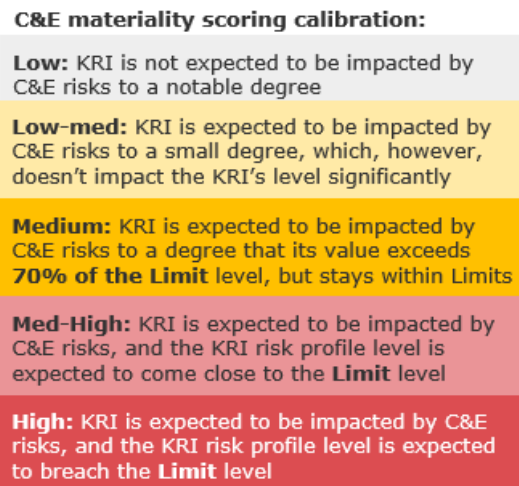 C&E materiality scoring calibration:
Low: KRI is not expected to be impacted by
C&E risks to a notable degree
Low-med: KRI is expected to be impacted by
C&E risks to a small degree, which, however,
doesn't impact the KRI's level significantly
Medium: KRI is expected to be impacted by
C&E risks to a degree that its value exceeds
70% of the Limit level, but stays within Limits
Med-High: KRI is expected to be impacted by
C&E risks, and the KRI risk profile level is
expected to come close to the Limit level
High: KRI is expected to be impacted by C&E
risks, and the KRI risk profile level is expected
to breach the Limit level